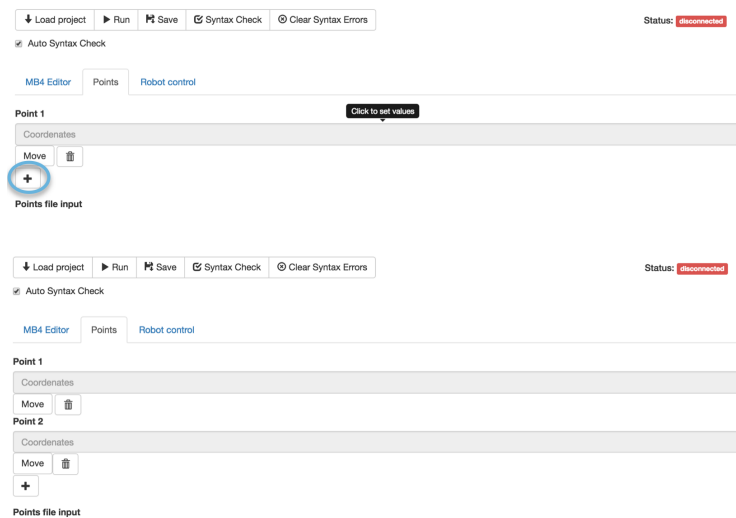 Load project Run Save Syntax Check Clear Syntax Errors Status: disconnected
Auto Syntax Check
MB4 Editor Points Robot control
Click to set values
Point 1
Coordinates
Move
Points file input
Load project Run Save Syntax Check Clear Syntax Errors Status: disconnected
Auto Syntax Check
MB4 Editor Points Robot control
Point 1
Coordinates
Move
Point 2
Coordinates
Move
Points file input